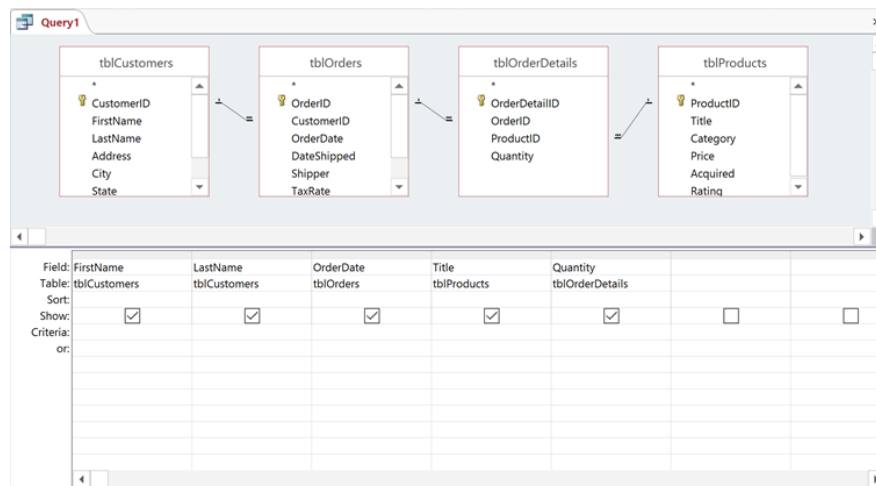 Query1
tblCustomers
*
CustomerID
FirstName
LastName
Address
City
State
tblOrders
*
OrderID
CustomerID
OrderDate
DateShipped
Shipper
TaxRate
tblOrderDetails
*
OrderDetailID
OrderID
ProductID
Quantity
tblProducts
*
ProductID
Title
Category
Price
Acquired
Rating
Field: FirstName LastName OrderDate Title Quantity
Table: tblCustomers tblCustomers tblOrders tblProducts tblOrderDetails
Sort:
Show:
Criteria:
or: